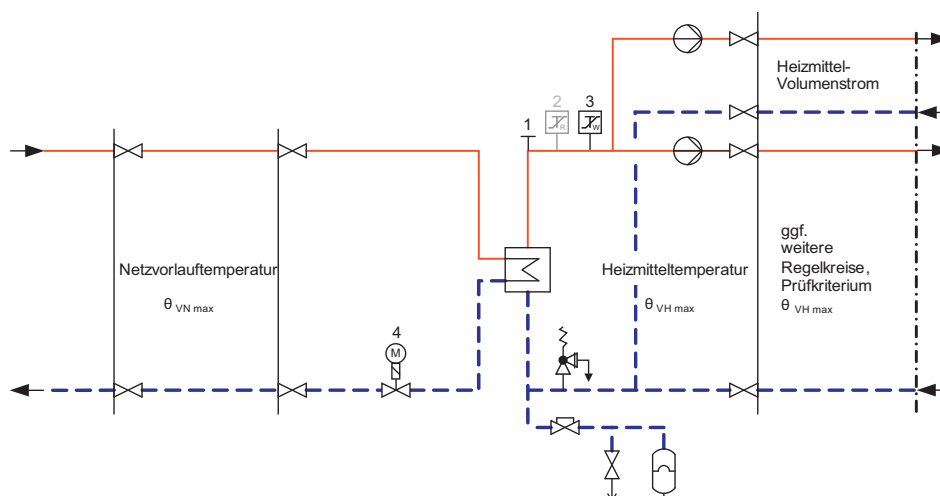 Heizmittel-
Volumenstrom
1
2
3
R
W
Netzvorlauftemperatur
θ VN max
Heizmitteltemperatur
θ VH max
ggf.
weitere
Regelkreise,
Prüfkriterium
θ VH max
4
M